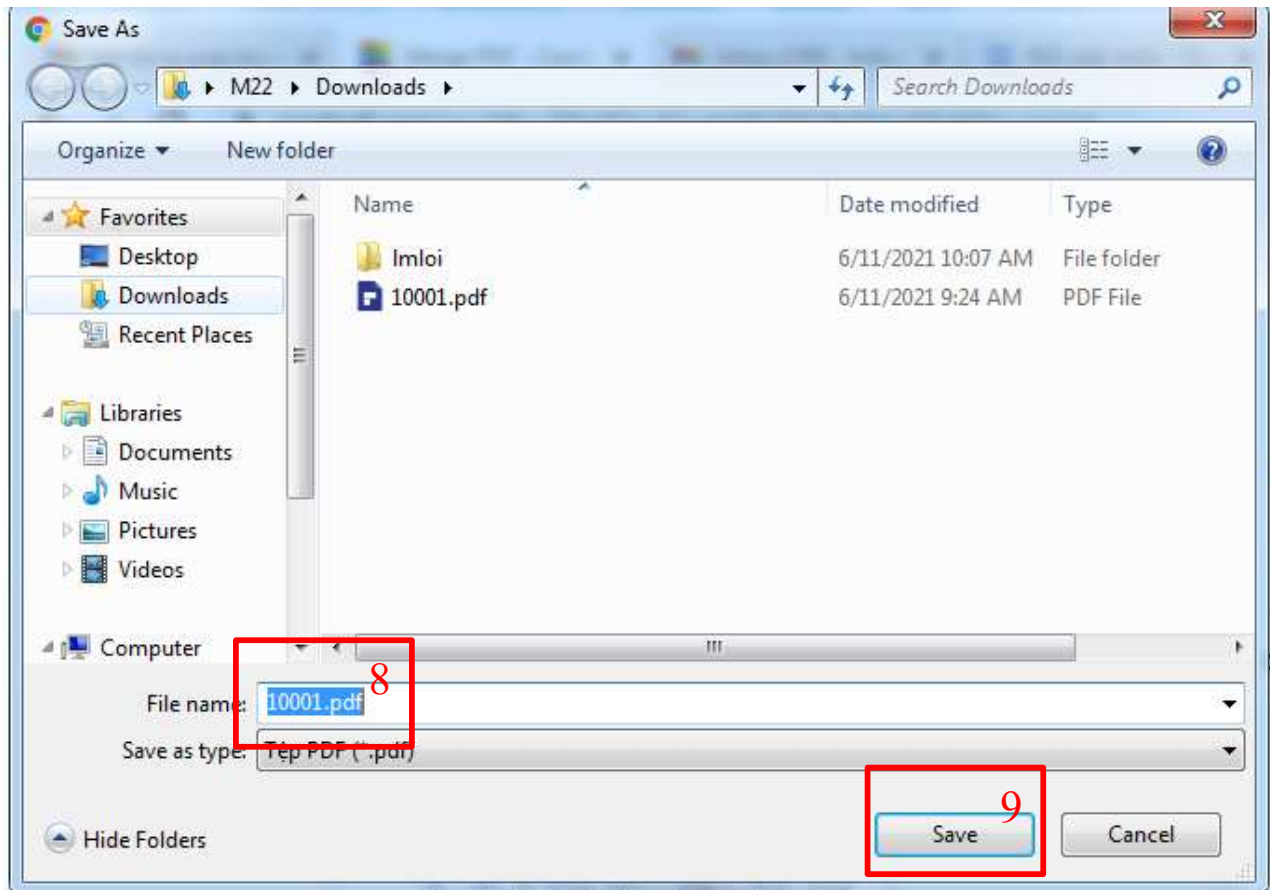 Save As
M22 Downloads Search Downloads
Organize New folder
Name Date modified Type
Favorites
Desktop
Imloi 6/11/2021 10:07 AM File folder
Downloads
10001.pdf 6/11/2021 9:24 AM PDF File
Recent Places
Libraries
Documents
Music
Pictures
Videos
Computer
8
File name: 10001.pdf
Save as type: Tệp PDF (*.pdf)
9
Hide Folders Save Cancel